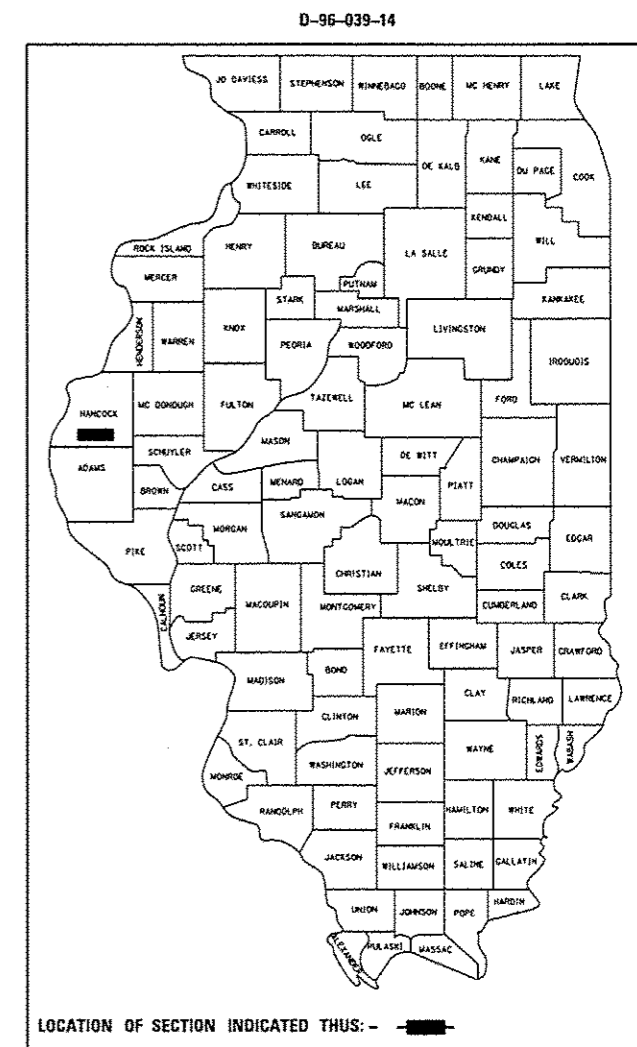 D-96-039-14
JO DAVIESS STEPHENSON WINNEBAGO BOONE MC HENRY LAKE
CARROLL OGLE DE KALB KANE DU PAGE COOK
WHITESIDE LEE
KENDALL WILL
ROCK ISLAND HENRY BUREAU LA SALLE GRUNDY
MERCER PUTNAM
STARK MARSHALL KANKAKEE
HENDERSON WARREN KNOX PEORIA WOODFORD LIVINGSTON IROQUOIS
HANCOCK MC DONOUGH FULTON TAZEWELL MC LEAN FORD
SCHUYLER MASON DE WITT CHAMPAIGN VERMILION
ADAMS BROWN CASS MENARD LOGAN PIATT
MACON
PIKE SCOTT MORGAN SANGAMON MOULTRIE DOUGLAS EDGAR
CHRISTIAN COLES
CALHOUN GREENE MACOUPIN MONTGOMERY SHELBY CUMBERLAND CLARK
JERSEY
FAYETTE EFFINGHAM JASPER CRAWFORD
MADISON BOND
CLAY RICHLAND LAWRENCE
CLINTON MARION
ST. CLAIR WAYNE EDWARDS WABASH
MONROE WASHINGTON JEFFERSON
RANDOLPH PERRY HAMILTON WHITE
FRANKLIN
JACKSON WILLIAMSON SALINE GALLATIN
UNION JOHNSON POPE HARDIN
ALEXANDER PULASKI MASSAC
LOCATION OF SECTION INDICATED THUS: -